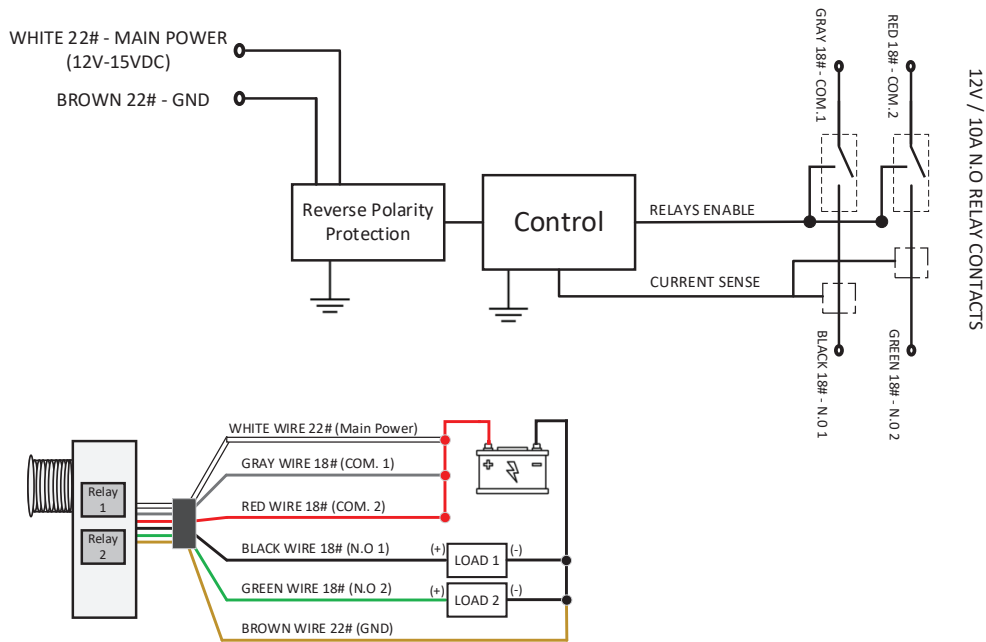 WHITE 22# - MAIN POWER
(12V-15VDC)
BROWN 22# - GND
Reverse Polarity
Protection
Control
RELAYS ENABLE
CURRENT SENSE
GRAY 18# - COM.1
RED 18# - COM.2
BLACK 18# - N.O 1
GREEN 18# - N.O 2
12V / 10A N.O RELAY CONTACTS
WHITE WIRE 22# (Main Power)
GRAY WIRE 18# (COM. 1)
RED WIRE 18# (COM. 2)
BLACK WIRE 18# (N.O 1)
GREEN WIRE 18# (N.O 2)
BROWN WIRE 22# (GND)
Relay
1
Relay
2
+ -
(+) LOAD 1 (-)
(+) LOAD 2 (-)